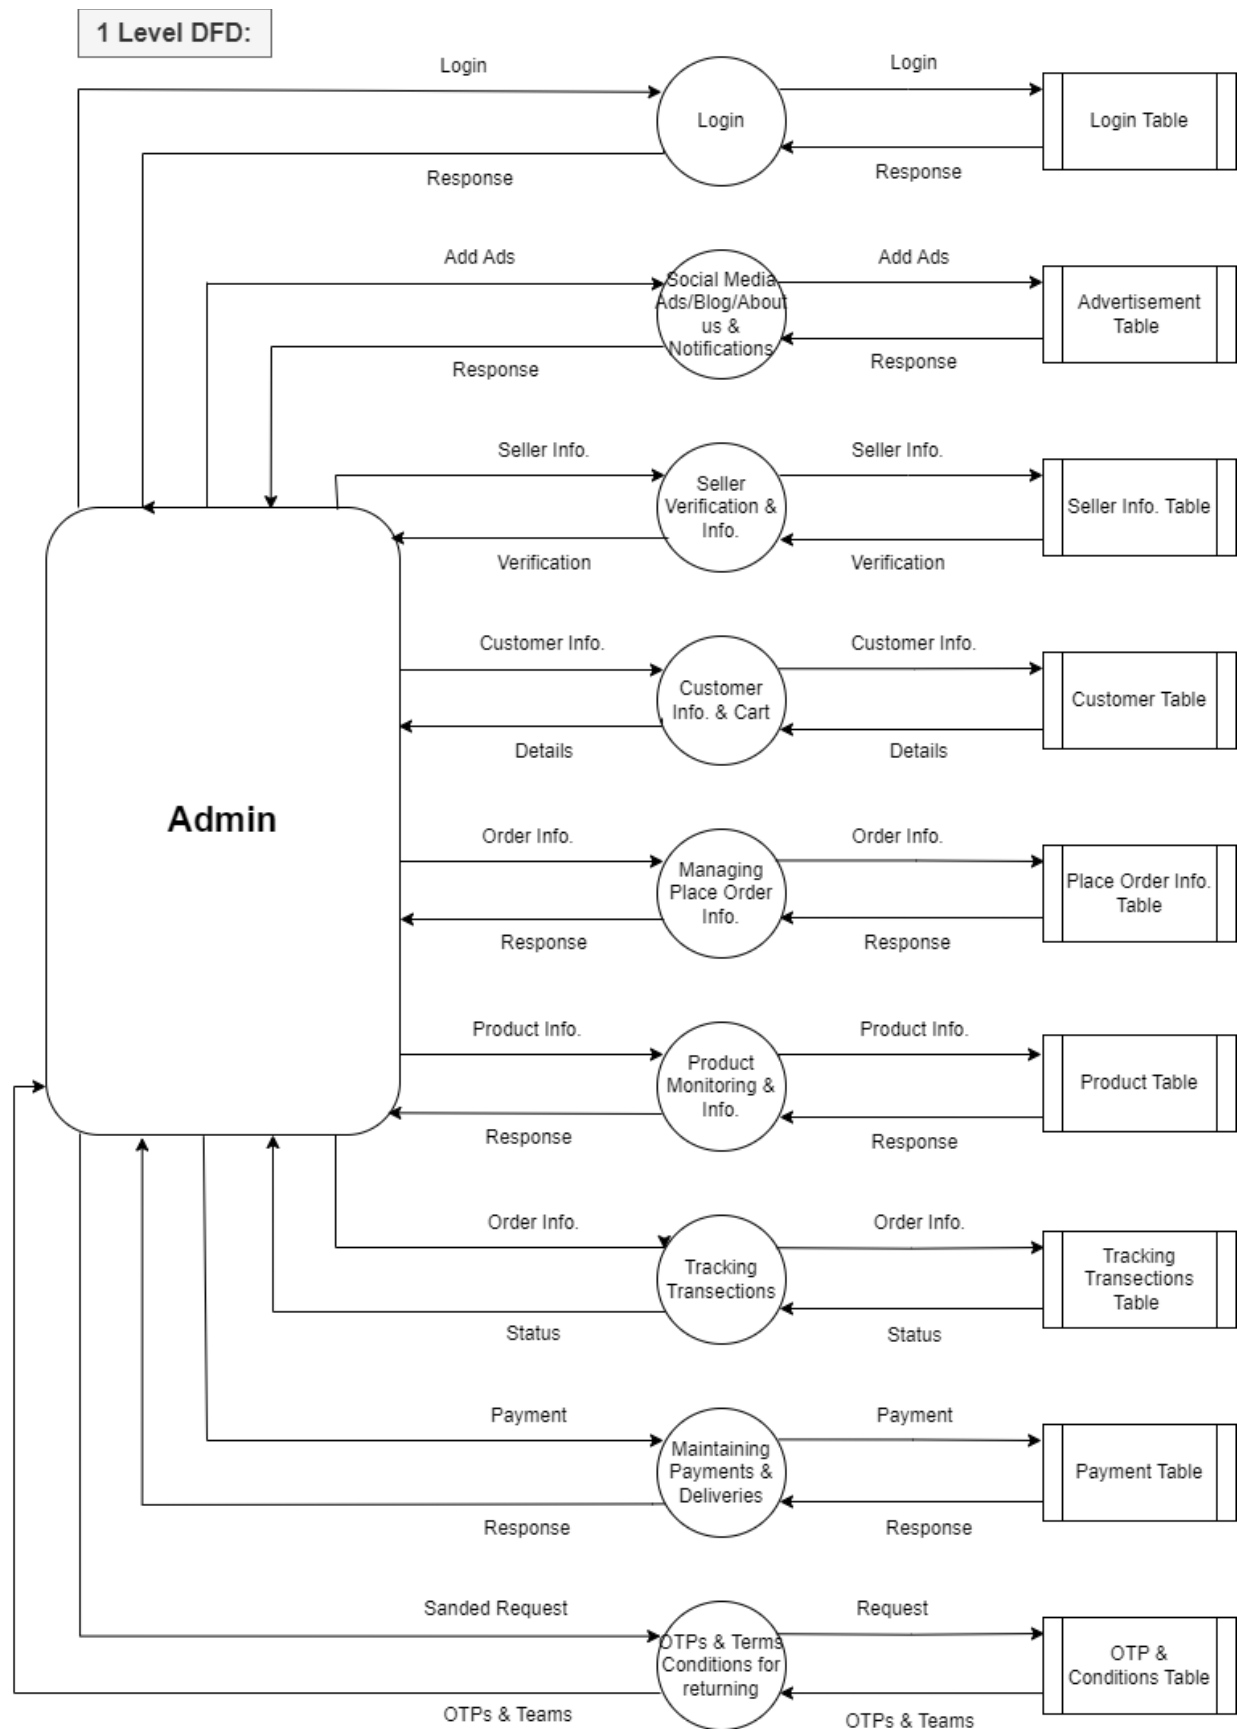 1 Level DFD:
Login
Login
Login
Login Table
Response
Response
Add Ads
Add Ads
Social Media
Ads/Blog/About
us &
Notifications
Advertisement
Table
Response
Response
Seller Info.
Seller Info.
Seller
Verification &
Info.
Seller Info. Table
Verification
Verification
Customer Info.
Customer Info.
Customer
Info. & Cart
Customer Table
Details
Details
Admin
Order Info.
Order Info.
Managing
Place Order
Info.
Place Order Info.
Table
Response
Response
Product Info.
Product Info.
Product
Monitoring &
Info.
Product Table
Response
Response
Order Info.
Order Info.
Tracking
Transections
Tracking
Transections
Table
Status
Status
Payment
Payment
Maintaining
Payments &
Deliveries
Payment Table
Response
Response
Sanded Request
Request
OTPs & Terms
Conditions for
returning
OTP &
Conditions Table
OTPs & Teams
OTPs & Teams